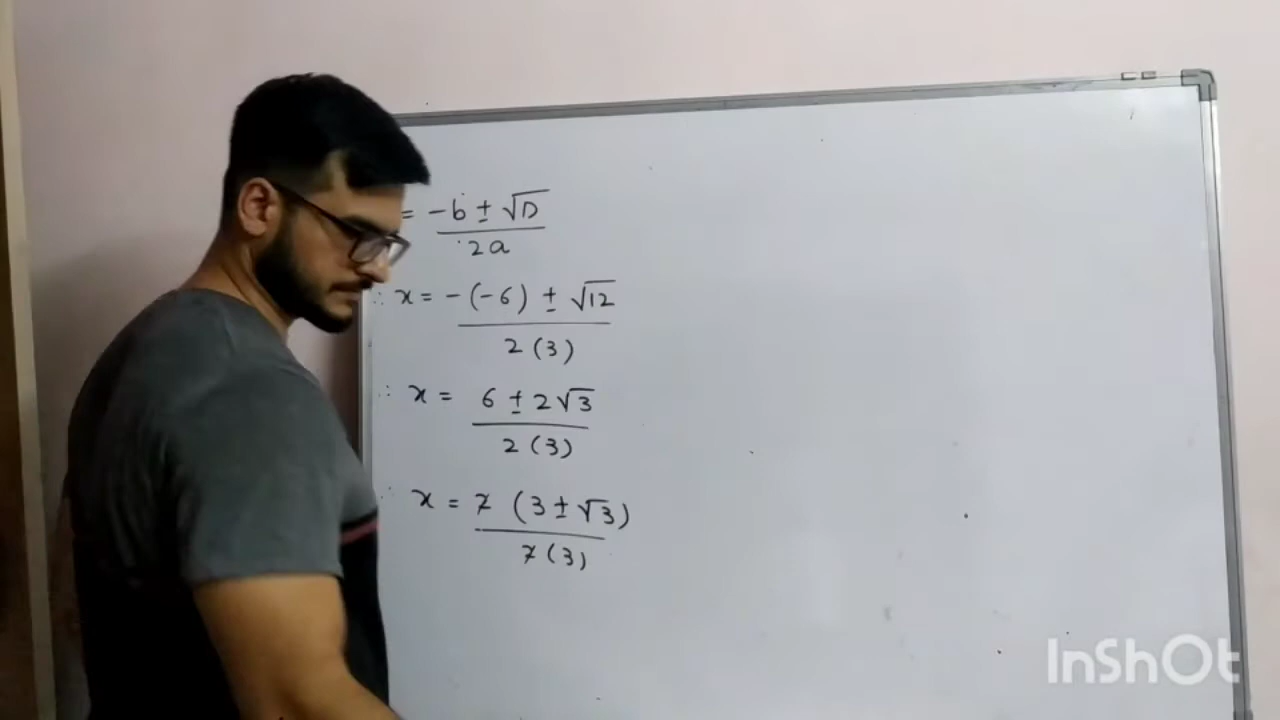 = -b ± √D / 2a
∴ x = -(-6) ± √12 / 2(3)
∴ x = 6 ± 2√3 / 2(3)
∴ x = 2 (3 ± √3) / 2(3)
InShOt